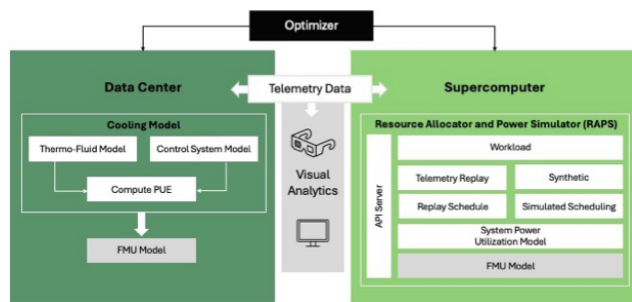 Optimizer
Data Center
Telemetry Data
Supercomputer
Cooling Model
Thermo-Fluid Model
Control System Model
Compute PUE
FMU Model
Visual
Analytics
Resource Allocator and Power Simulator (RAPS)
API Server
Workload
Telemetry Replay
Synthetic
Replay Schedule
Simulated Scheduling
System Power
Utilization Model
FMU Model